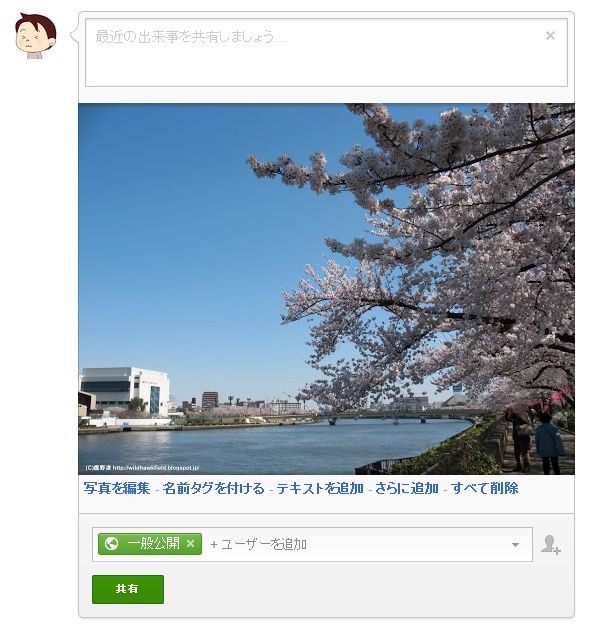 最近の出来事を共有しましょう...
(C)鷹野凌 http://wildhawkfield.blogspot.jp/
写真を編集 - 名前タグを付ける - テキストを追加 - さらに追加 - すべて削除
一般公開 + ユーザーを追加
共有